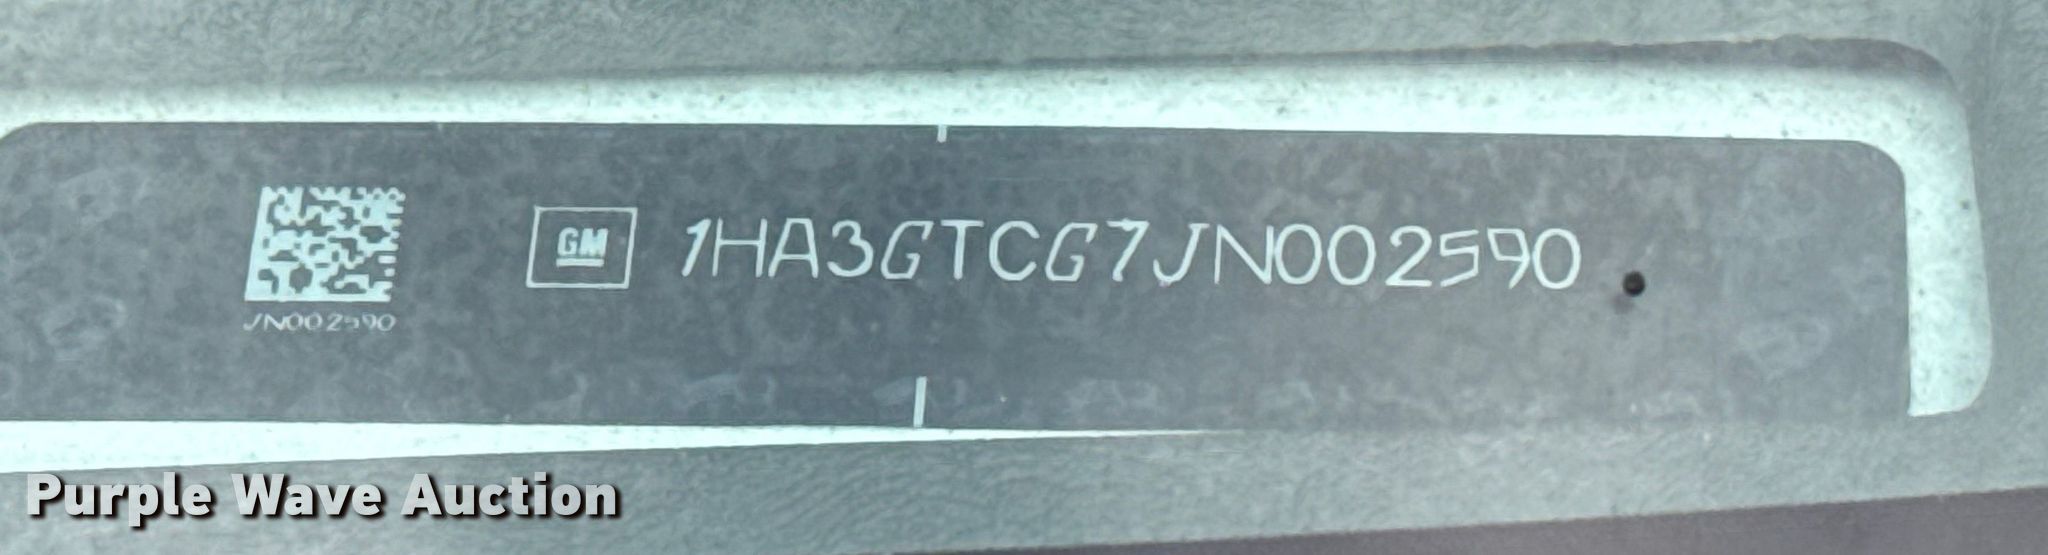 GM 1HA3GTCG7JN002590
JN002590
Purple Wave Auction